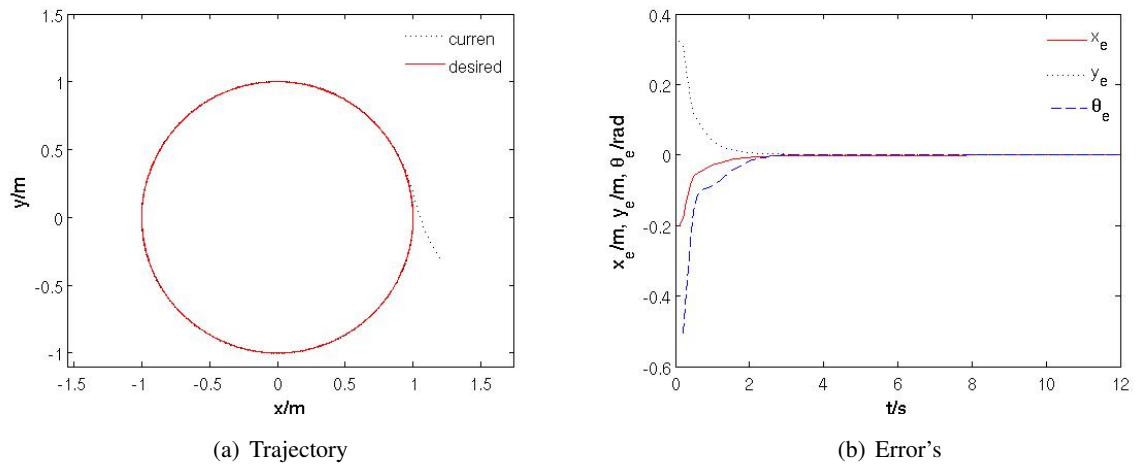 1.5
1
0.5
0
-0.5
-1
-1.5
-1
-0.5
0
0.5
1
1.5
y/m
x/m
curren
desired
(a) Trajectory
0.4
0.2
0
-0.2
-0.4
-0.6
0
2
4
6
8
10
12
x_e/m, y_e/m, θ_e/rad
t/s
x_e
y_e
θ_e
(b) Error's